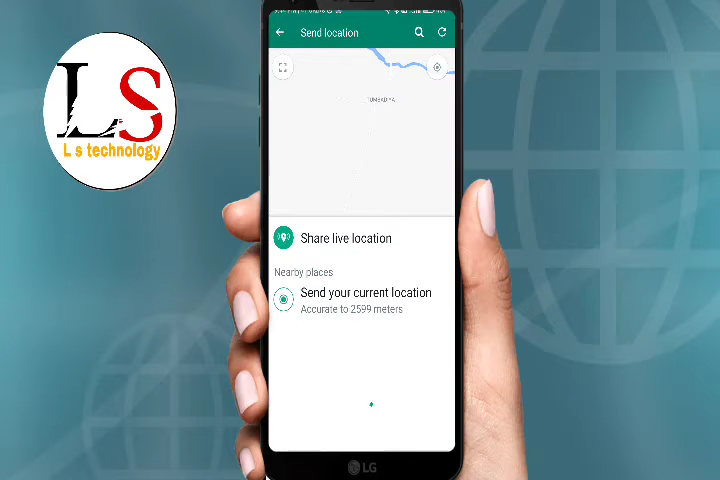 LS
L s technology
Send location
Share live location
Nearby places
Send your current location
Accurate to 2599 meters
LG